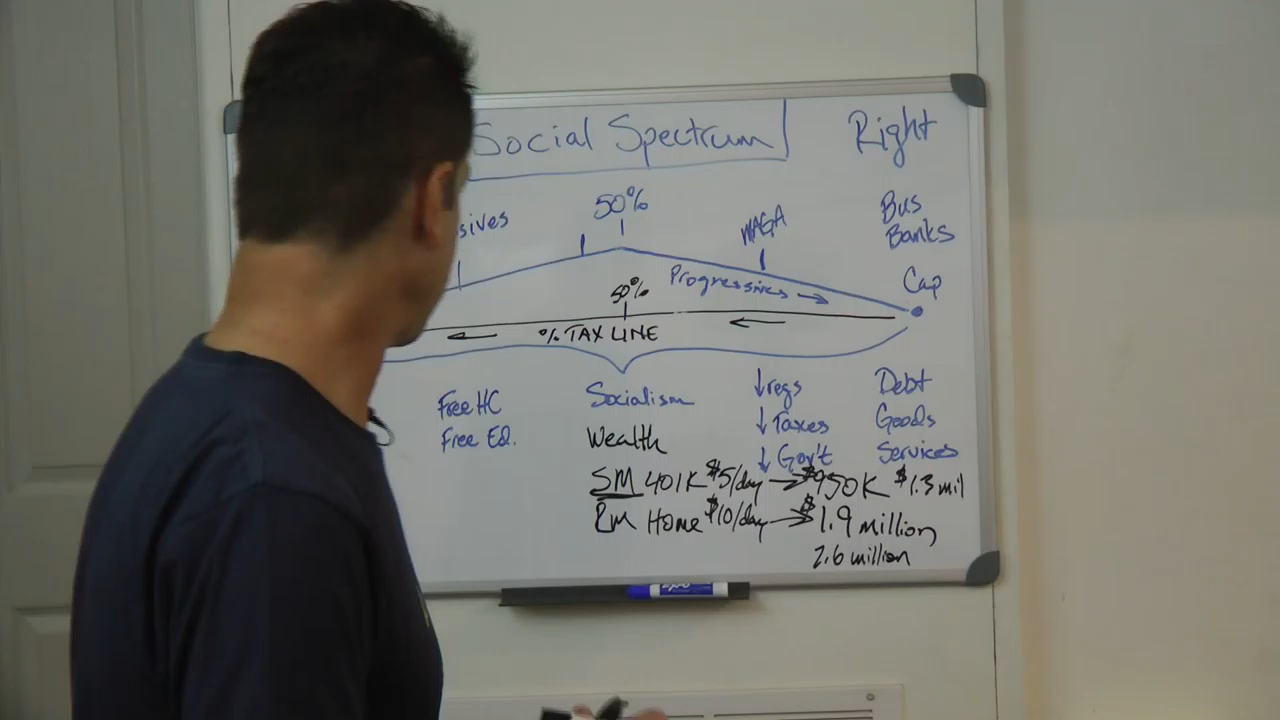 Social Spectrum
Right
50%
sives
MAGA
Bus
Banks
Progressives →
Cap
50%
← % TAX LINE ←
Free HC
Free Ed.
Socialism
Wealth
↓ regs
↓ Taxes
↓ Gov't
Debt
Goods
Services
SM 401K $5/day → $950K $1.3 mil
RM Home $10/day → $1.9 million
2.6 million
EXPO